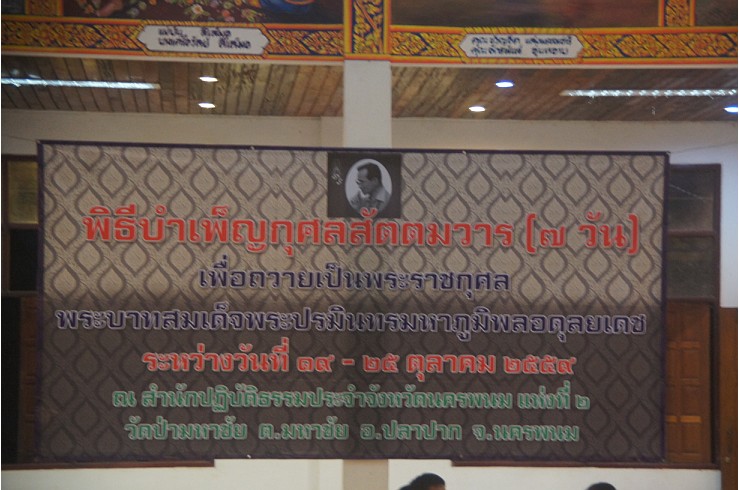 พิธีบำเพ็ญกุศลสัตตมวาร (๗ วัน)
เพื่อถวายเป็นพระราชกุศล
พระบาทสมเด็จพระปรมินทรมหาภูมิพลอดุลยเดช
ระหว่างวันที่ ๑๙ - ๒๕ ตุลาคม ๒๕๕๙
ณ สำนักปฏิบัติธรรมประจำจังหวัดนครพนม แห่งที่ ๒
วัดป่ามหาชัย ต.มหาชัย อ.ปลาปาก จ.นครพนม